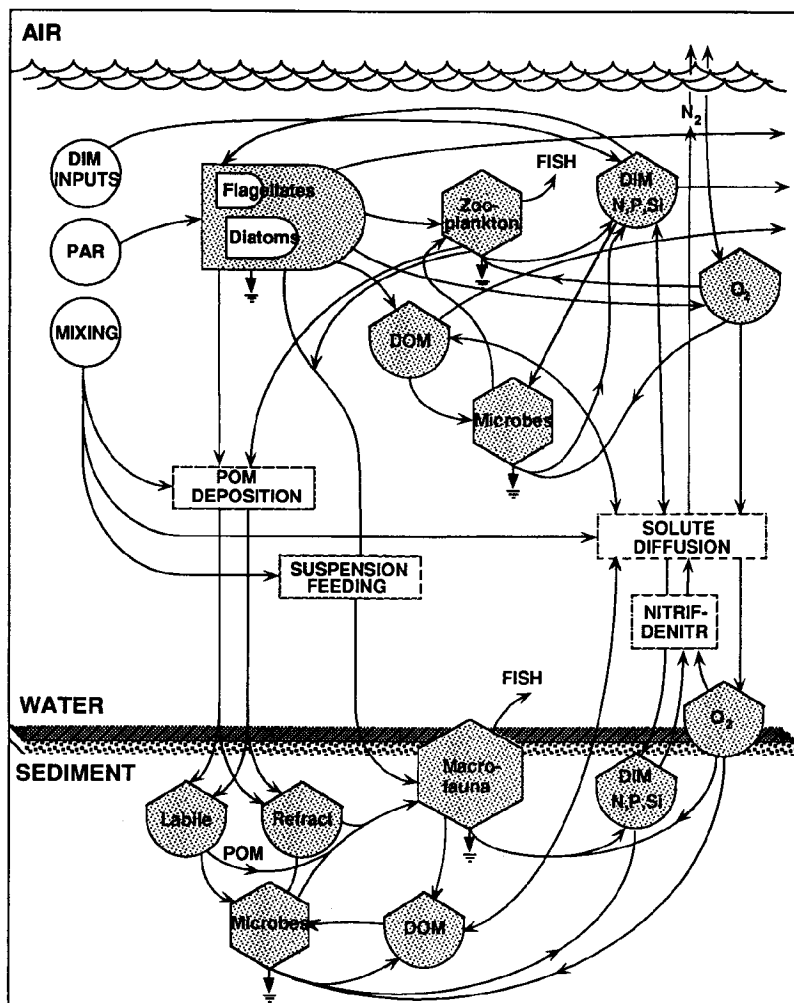 AIR
N2
DIM
INPUTS
PAR
MIXING
Flagellates
Diatoms
Zoo-
plankton
FISH
DIM
N,P,Si
O2
DOM
Microbes
POM
DEPOSITION
SUSPENSION
FEEDING
SOLUTE
DIFFUSION
NITRIF-
DENITR
WATER
FISH
O2
SEDIMENT
Macro-
fauna
DIM
N,P,Si
Labile
Refract
POM
Microbes
DOM